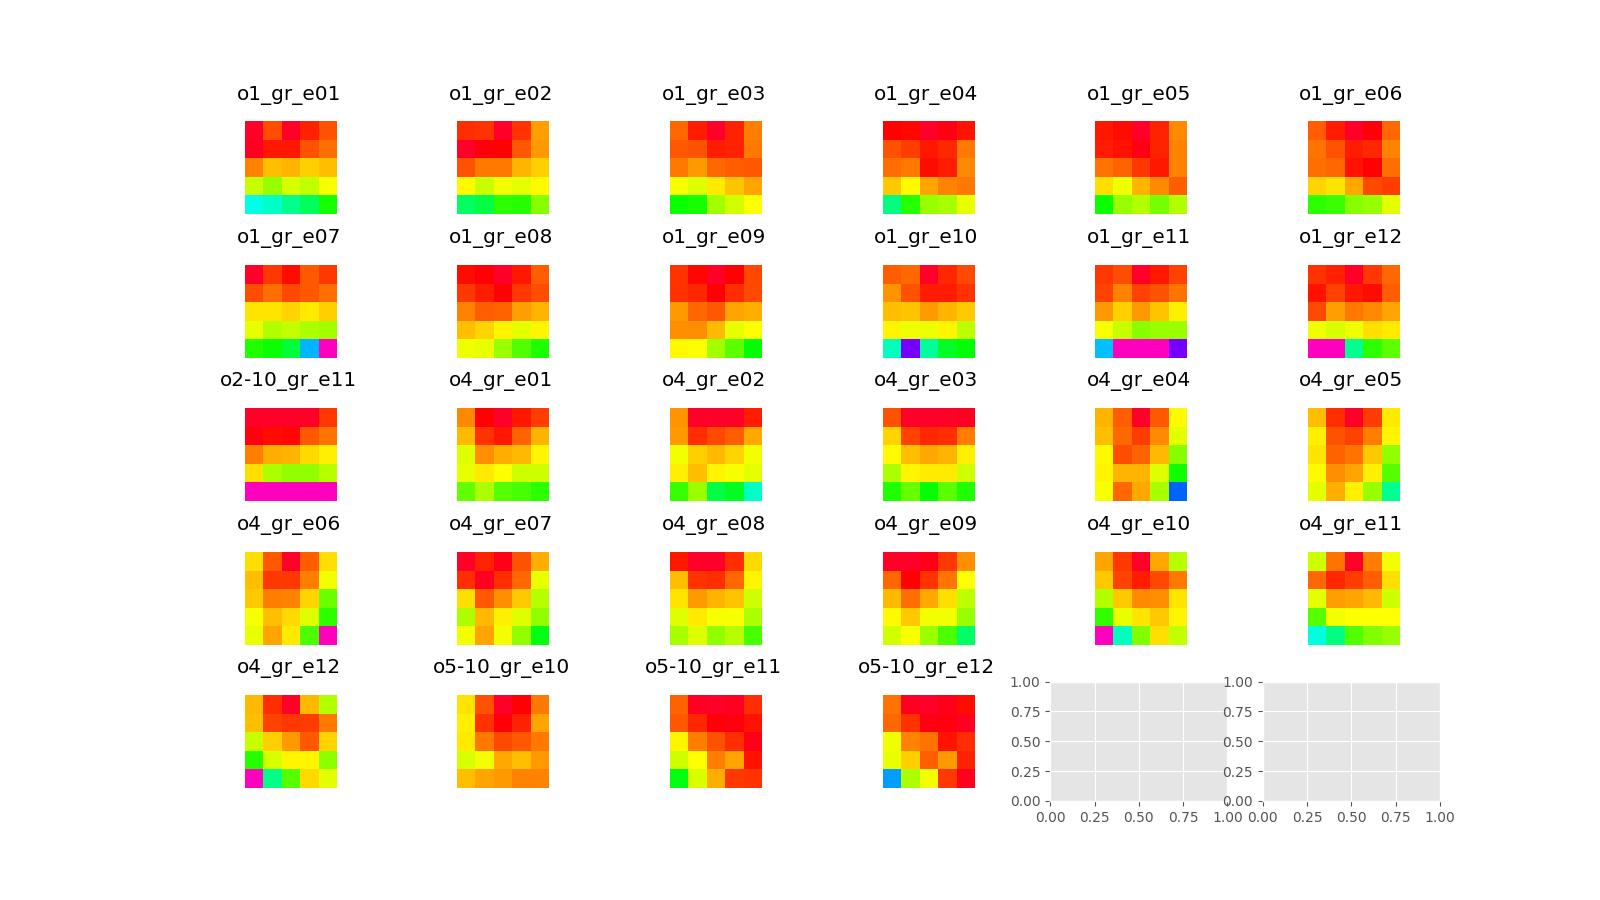 o1_gr_e01 o1_gr_e02 o1_gr_e03 o1_gr_e04 o1_gr_e05 o1_gr_e06
o1_gr_e07 o1_gr_e08 o1_gr_e09 o1_gr_e10 o1_gr_e11 o1_gr_e12
o2-10_gr_e11 o4_gr_e01 o4_gr_e02 o4_gr_e03 o4_gr_e04 o4_gr_e05
o4_gr_e06 o4_gr_e07 o4_gr_e08 o4_gr_e09 o4_gr_e10 o4_gr_e11
o4_gr_e12 o5-10_gr_e10 o5-10_gr_e11 o5-10_gr_e12
1.00 1.00
0.75 0.75
0.50 0.50
0.25 0.25
0.00 0.00
0.00 0.25 0.50 0.75 1.00 0.00 0.25 0.50 0.75 1.00